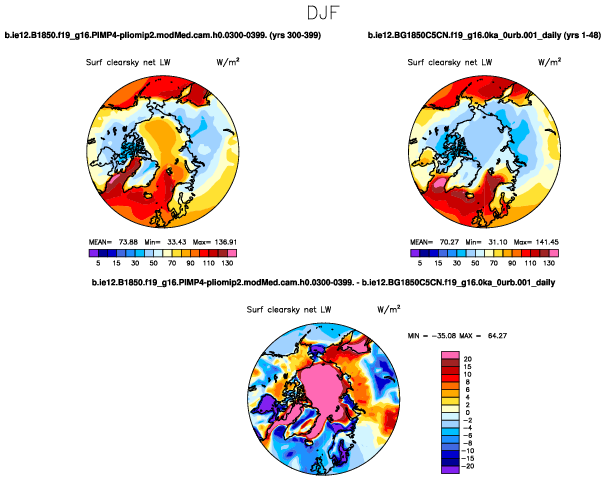 DJF
b.ie12.B1850.f19_g16.PIMP4-pliomip2.modMed.cam.h0.0300-0399. (yrs 300-399)
b.ie12.BG1850C5CN.f19_g16.0ka_0urb.001_daily (yrs 1-48)
Surf clearsky net LW W/m²
Surf clearsky net LW W/m²
MEAN= 73.88 Min= 33.43 Max= 136.91
MEAN= 70.27 Min= 31.10 Max= 141.45
5 15 30 50 70 90 110 130
5 15 30 50 70 90 110 130
b.ie12.B1850.f19_g16.PIMP4-pliomip2.modMed.cam.h0.0300-0399. - b.ie12.BG1850C5CN.f19_g16.0ka_0urb.001_daily
Surf clearsky net LW W/m²
MIN = -35.08 MAX = 64.27
20
15
10
8
6
4
2
0
-2
-4
-6
-8
-10
-15
-20